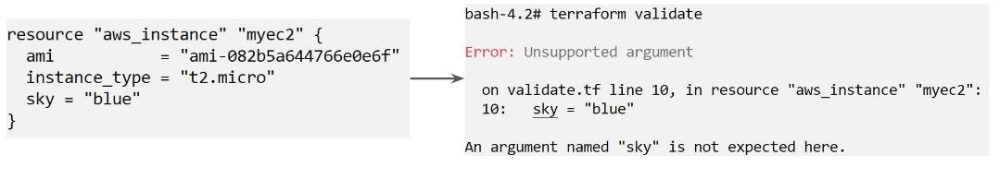 resource "aws_instance" "myec2" {
  ami           = "ami-082b5a644766e0e6f"
  instance_type = "t2.micro"
  sky = "blue"
}
bash-4.2# terraform validate
Error: Unsupported argument
  on validate.tf line 10, in resource "aws_instance" "myec2":
  10:   sky = "blue"
An argument named "sky" is not expected here.